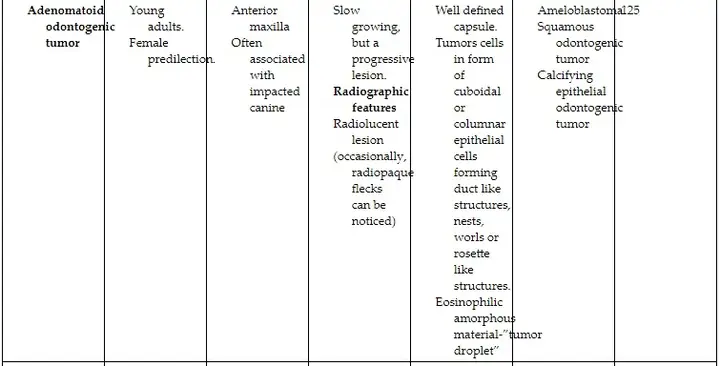 Adenomatoid
odontogenic
tumor
Young
adults.
Female
predilection.
Anterior
maxilla
Often
associated
with
impacted
canine
Slow
growing,
but a
progressive
lesion.
Radiographic
features
Radiolucent
lesion
(occasionally,
radiopaque
flecks
can be
noticed)
Well defined
capsule.
Tumors cells
in form
of
cuboidal
or
columnar
epithelial
cells
forming
duct like
structures,
nests,
worls or
rosette
like
structures.
Eosinophilic
amorphous
material-"tumor
droplet"
Ameloblastoma
Squamous
odontogenic
tumor
Calcifying
epithelial
odontogenic
tumor
125